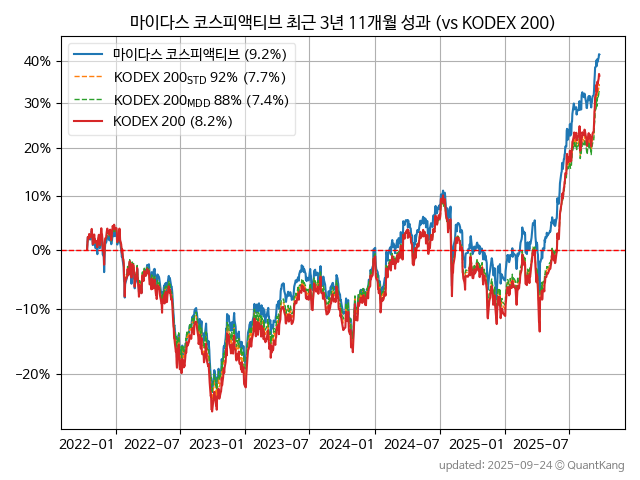 마이다스 코스피액티브 최근 3년 11개월 성과 (vs KODEX 200)
마이다스 코스피액티브 (9.2%)
KODEX 200STD 92% (7.7%)
KODEX 200MDD 88% (7.4%)
KODEX 200 (8.2%)
40%
30%
20%
10%
0%
−10%
−20%
2022-01 2022-07 2023-01 2023-07 2024-01 2024-07 2025-01 2025-07
updated: 2025-09-24 © QuantKang